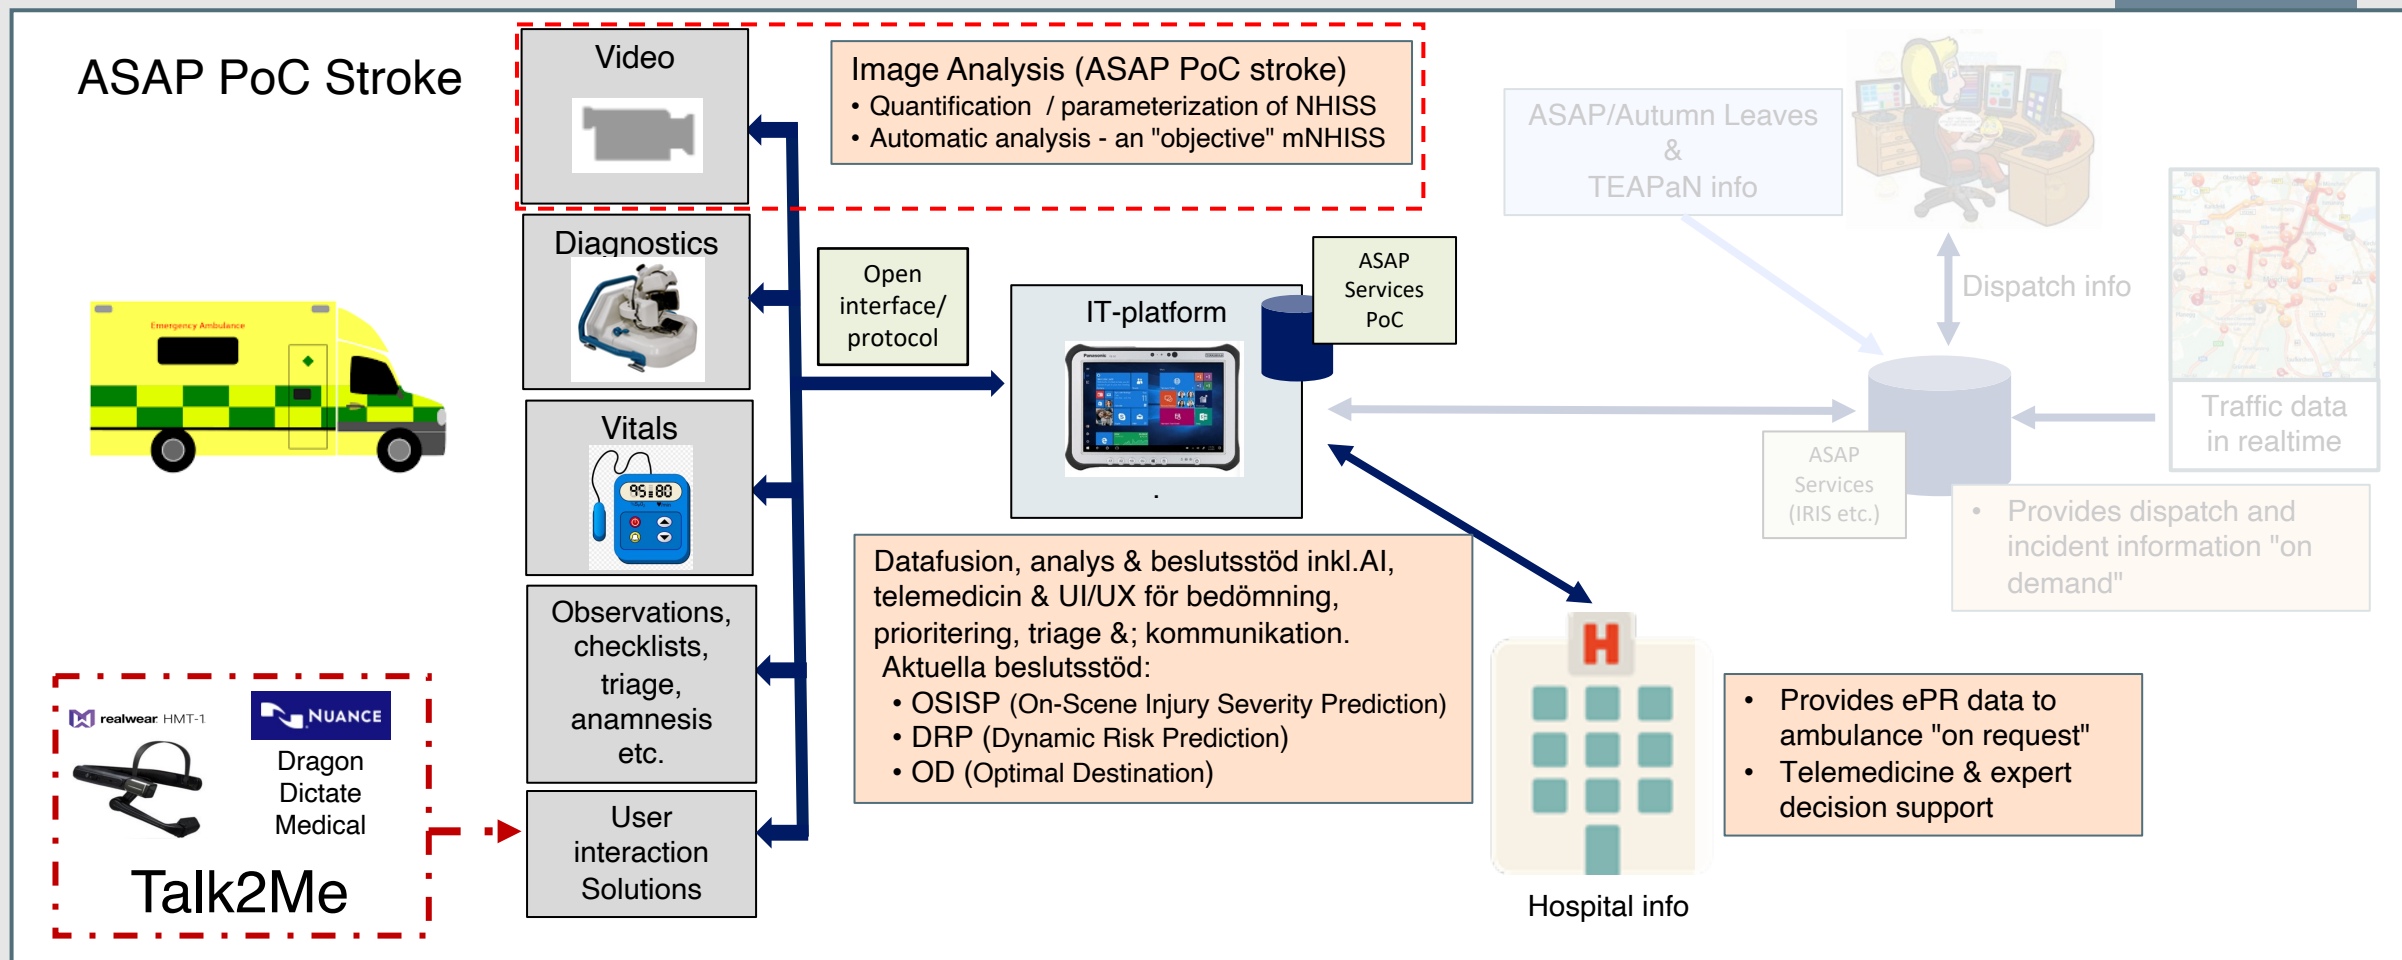 ASAP PoC Stroke
Video
Image Analysis (ASAP PoC stroke)
• Quantification / parameterization of NHISS
• Automatic analysis - an "objective" mNHISS
ASAP/Autumn Leaves
&
TEAPaN info
Dispatch info
Traffic data
in realtime
Diagnostics
Open
interface/
protocol
IT-platform
ASAP
Services
PoC
Emergency Ambulance
Vitals
95 80
.
ASAP
Services
(IRIS etc.)
• Provides dispatch and
incident information "on
demand"
Observations,
checklists,
triage,
anamnesis
etc.
Datafusion, analys & beslutsstöd inkl.AI,
telemedicin & UI/UX för bedömning,
prioritering, triage &; kommunikation.
Aktuella beslutsstöd:
• OSISP (On-Scene Injury Severity Prediction)
• DRP (Dynamic Risk Prediction)
• OD (Optimal Destination)
H
• Provides ePR data to
ambulance "on request"
• Telemedicine & expert
decision support
Hospital info
realwear HMT-1
NUANCE
Dragon
Dictate
Medical
Talk2Me
User
interaction
Solutions